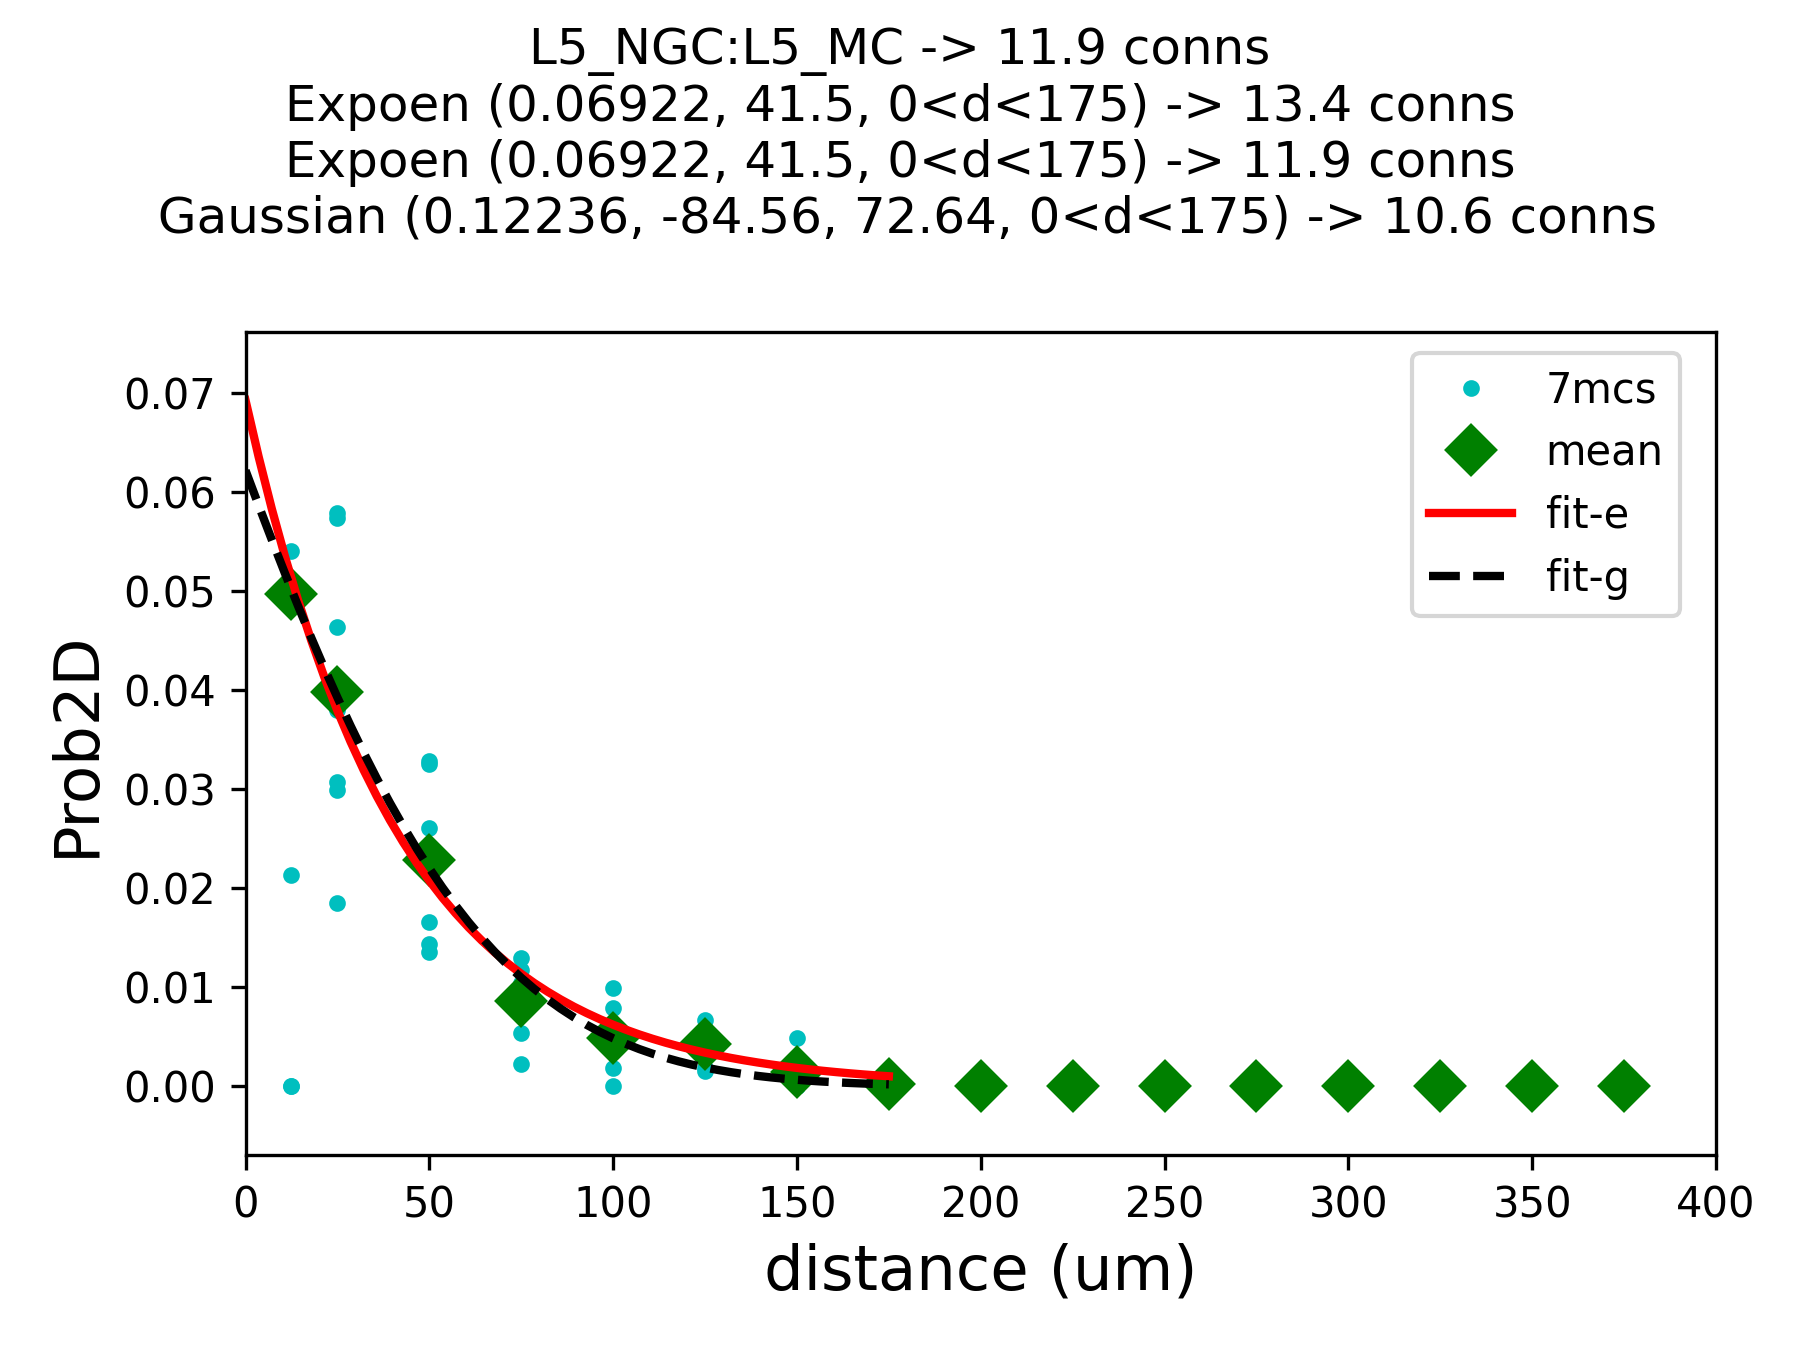 L5_NGC:L5_MC -> 11.9 conns
Expoen (0.06922, 41.5, 0<d<175) -> 13.4 conns
Expoen (0.06922, 41.5, 0<d<175) -> 11.9 conns
Gaussian (0.12236, -84.56, 72.64, 0<d<175) -> 10.6 conns
7mcs
mean
fit-e
fit-g
Prob2D
0.07
0.06
0.05
0.04
0.03
0.02
0.01
0.00
0 50 100 150 200 250 300 350 400
distance (um)